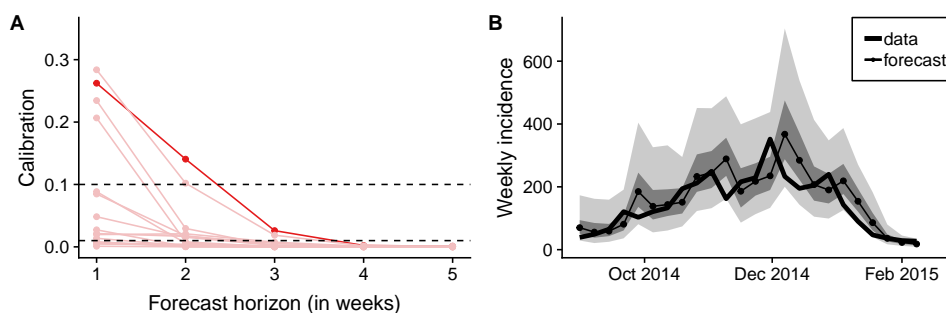 A
Calibration
0.3
0.2
0.1
0.0
1 2 3 4 5
Forecast horizon (in weeks)
B
Weekly incidence
600
400
200
0
Oct 2014 Dec 2014 Feb 2015
data
forecast